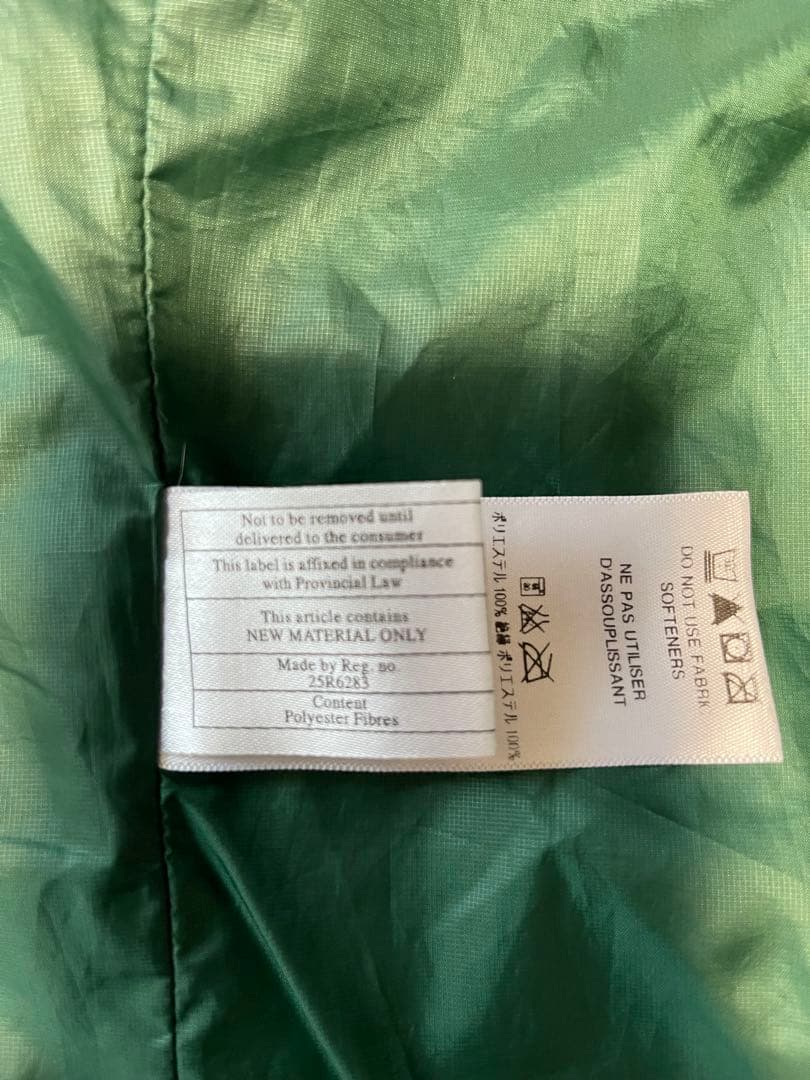 Not to be removed until
delivered to the consumer
This label is affixed in compliance
with Provincial Law
This article contains
NEW MATERIAL ONLY
Made by Reg. no
25R6283
Content
Polyester Fibres
ポリエステル 100% 絶縁 ポリエステル 100%
NE PAS UTILISER
D'ASSOUPLISSANT
DO NOT USE FABRK
SOFTENERS